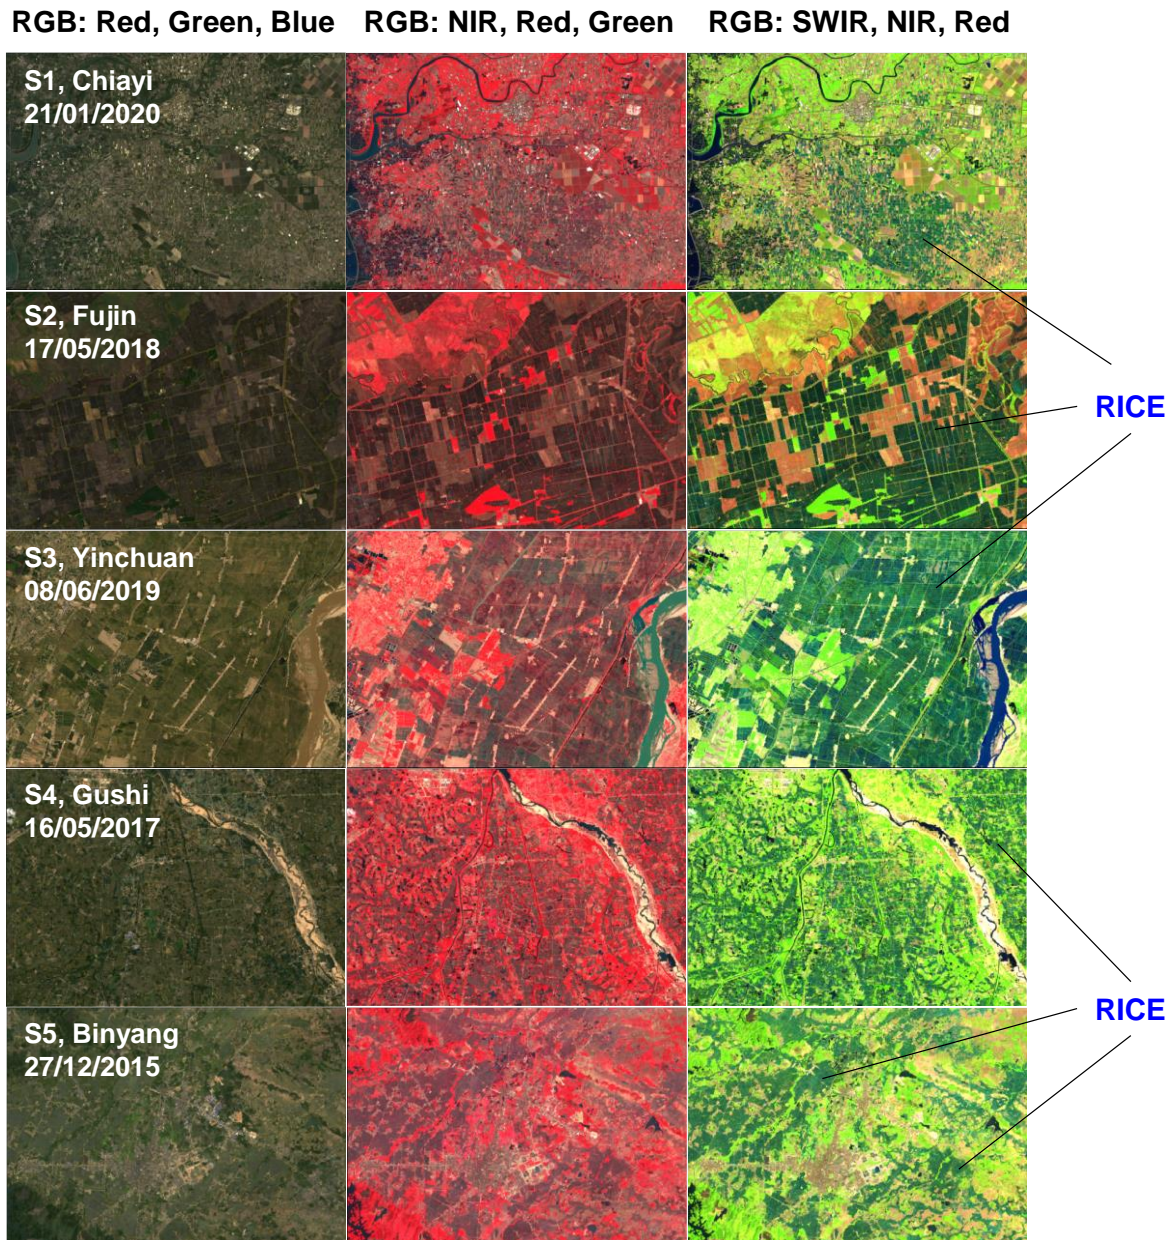 RGB: Red, Green, Blue
RGB: NIR, Red, Green
RGB: SWIR, NIR, Red
S1, Chiayi
21/01/2020
S2, Fujin
17/05/2018
RICE
S3, Yinchuan
08/06/2019
S4, Gushi
16/05/2017
RICE
S5, Binyang
27/12/2015